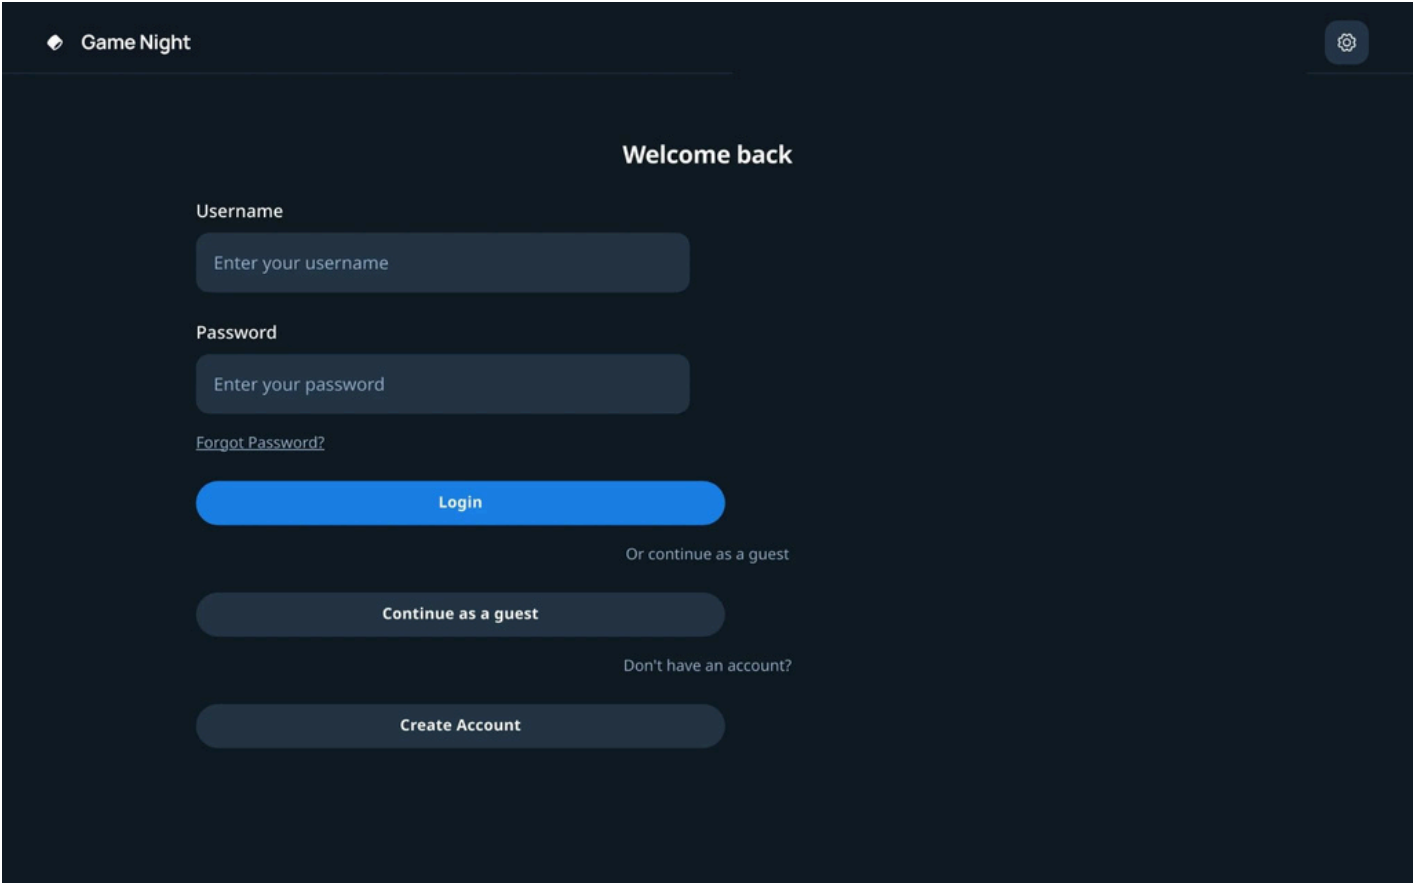 Game Night
Welcome back
Username
Enter your username
Password
Enter your password
Forgot Password?
Login
Or continue as a guest
Continue as a guest
Don't have an account?
Create Account